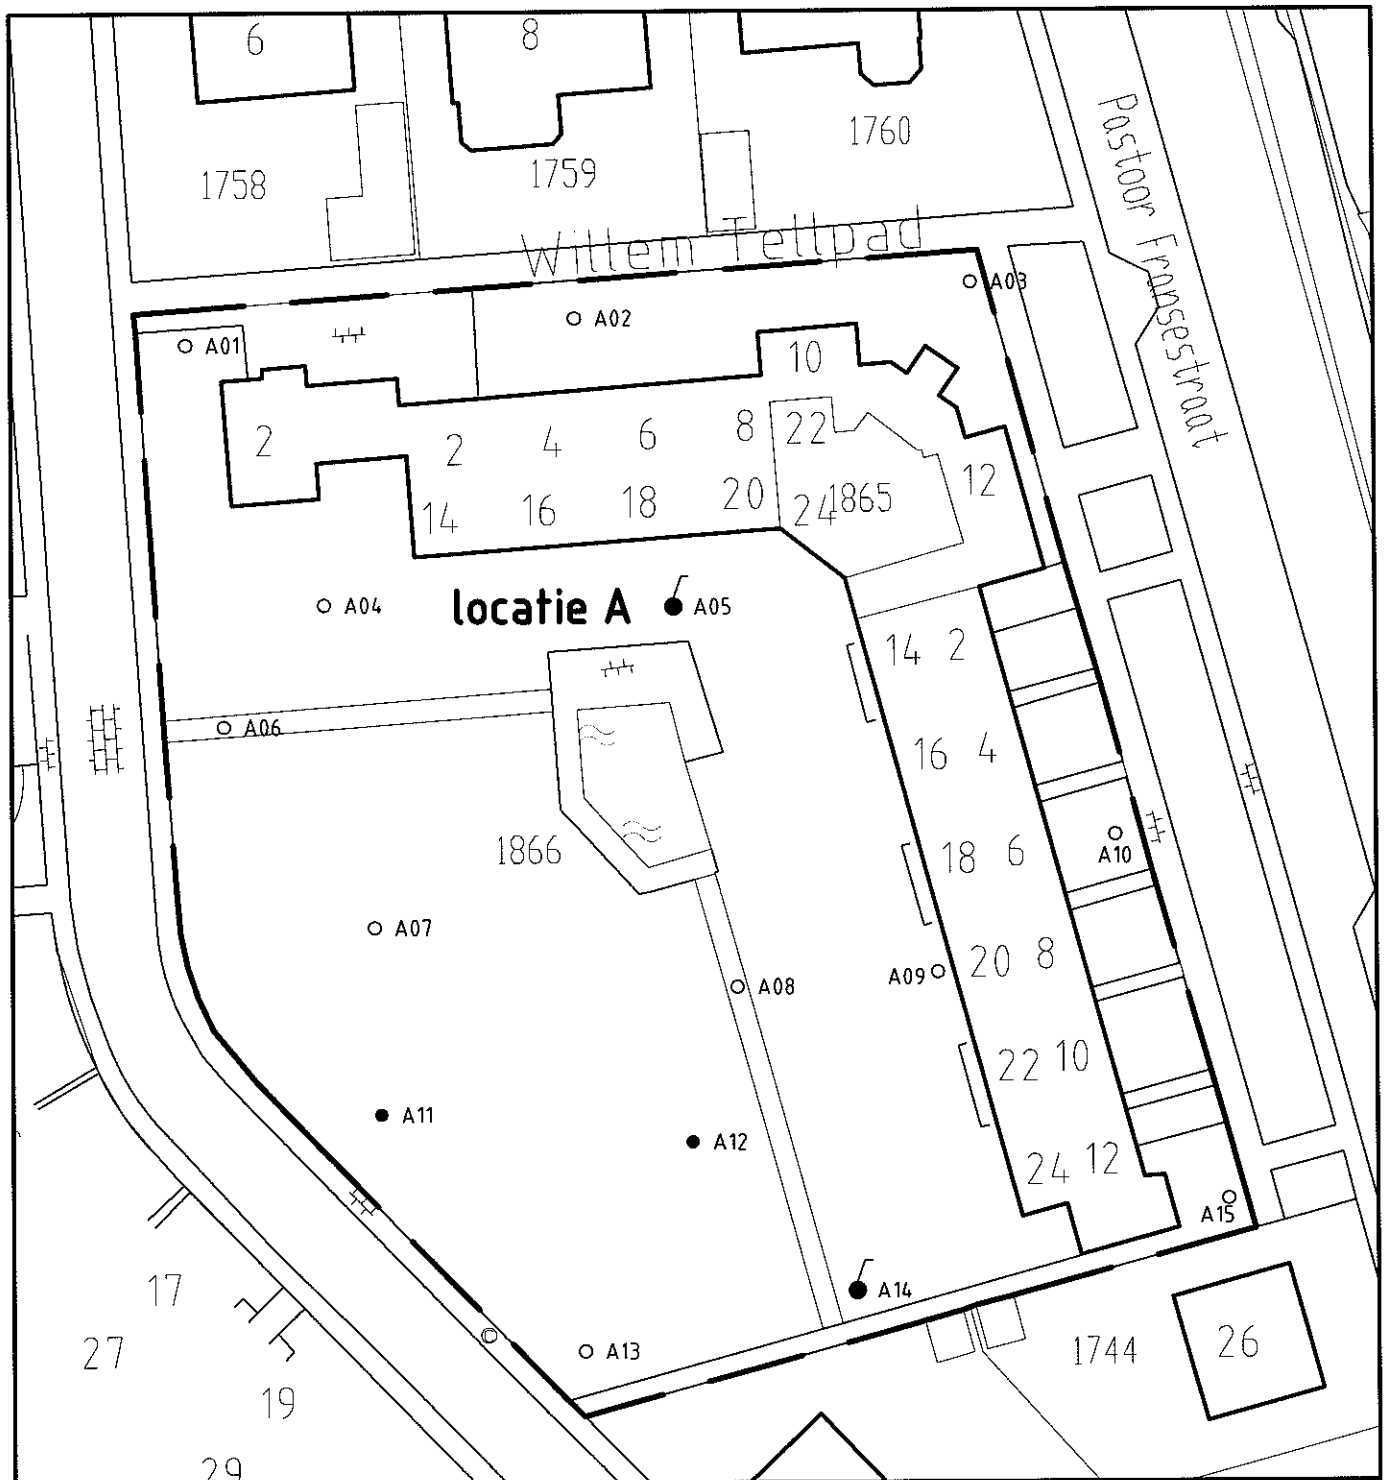 6
8
1758
1759
1760
Willem Tellpad
Pastoor Fransestraat
A03
A02
A01
10
2
2
4
6
8
22
12
14
16
18
20
24
1865
A04
locatie A
A05
14 2
A06
16 4
1866
18 6
A10
A07
20 8
A09
A08
22 10
A11
A12
24 12
A15
17
A14
27
A13
1744
26
19
29